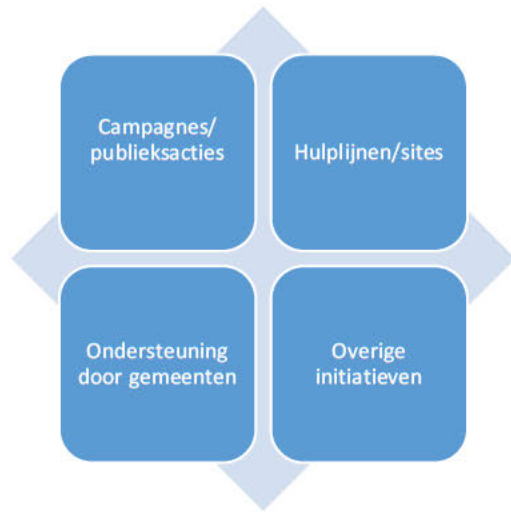 Campagnes/
publieksacties
Hulplijnen/sites
Ondersteuning
door gemeenten
Overige
initiatieven